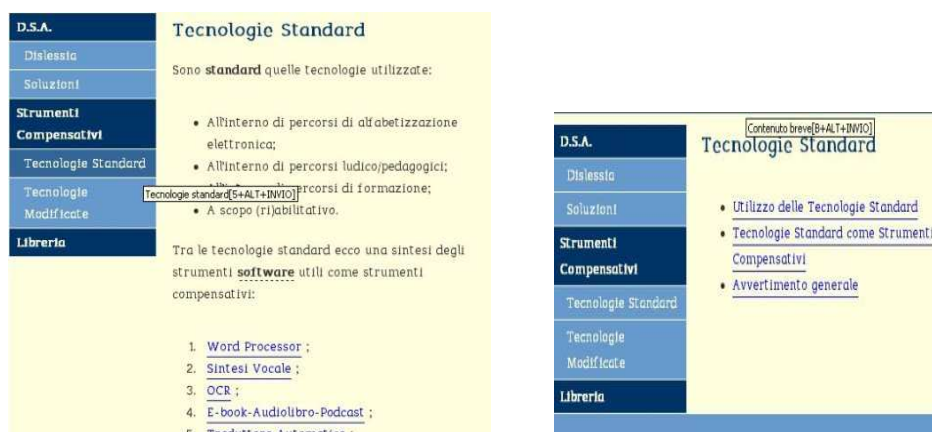 D.S.A.
Dislessia
Soluzioni
Strumenti
Compensativi
Tecnologie Standard
Tecnologie
Modificate
Libreria
Tecnologie standard[S+ALT+INVIO]
Tecnologie Standard
Sono standard quelle tecnologie utilizzate:
• All'interno di percorsi di alfabetizzazione
elettronica;
• All'interno di percorsi ludico/pedagogici;
percorsi di formazione;
• A scopo (ri)abilitativo.
Tra le tecnologie standard ecco una sintesi degli
strumenti software utili come strumenti
compensativi:
1. Word Processor ;
2. Sintesi Vocale ;
3. OCR ;
4. E-book-Audiolibro-Podcast ;
D.S.A.
Dislessia
Soluzioni
Strumenti
Compensativi
Tecnologie Standard
Tecnologie
Modificate
Libreria
Contenuto breve[B+ALT+INVIO]
Tecnologie Standard
• Utilizzo delle Tecnologie Standard
• Tecnologie Standard come Strumenti
Compensativi
• Avvertimento generale